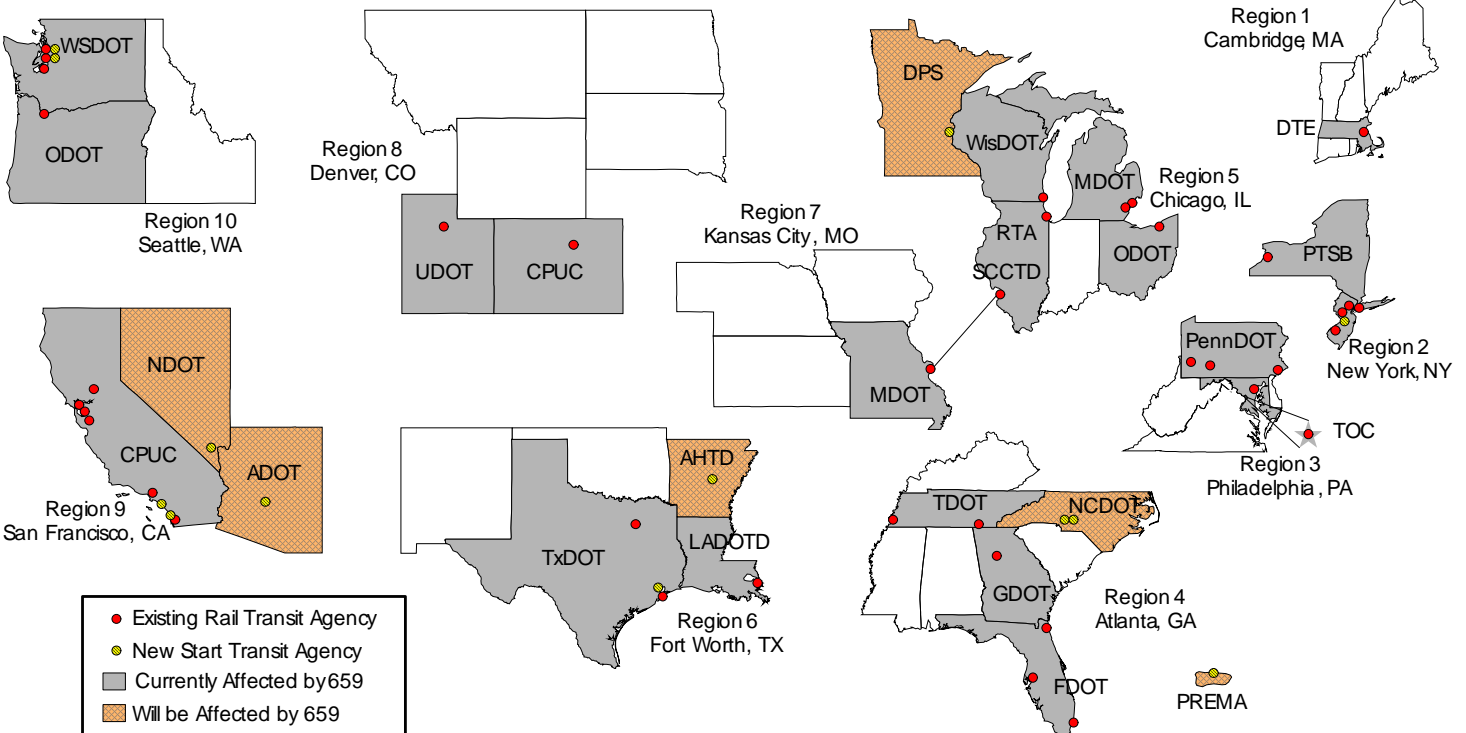 WSDOT
ODOT
Region 10
Seattle, WA
Region 8
Denver, CO
UDOT
CPUC
DPS
WisDOT
MDOT
Region 5
Chicago, IL
RTA
SCCTD
ODOT
Region 7
Kansas City, MO
MDOT
Region 1
Cambridge, MA
DTE
PTSB
Region 2
New York, NY
PennDOT
TOC
Region 3
Philadelphia, PA
NDOT
CPUC
ADOT
Region 9
San Francisco, CA
AHTD
TxDOT
LADOTD
Region 6
Fort Worth, TX
TDOT
NCDOT
GDOT
Region 4
Atlanta, GA
FDOT
PREMA
Existing Rail Transit Agency
New Start Transit Agency
Currently Affected by 659
Will be Affected by 659